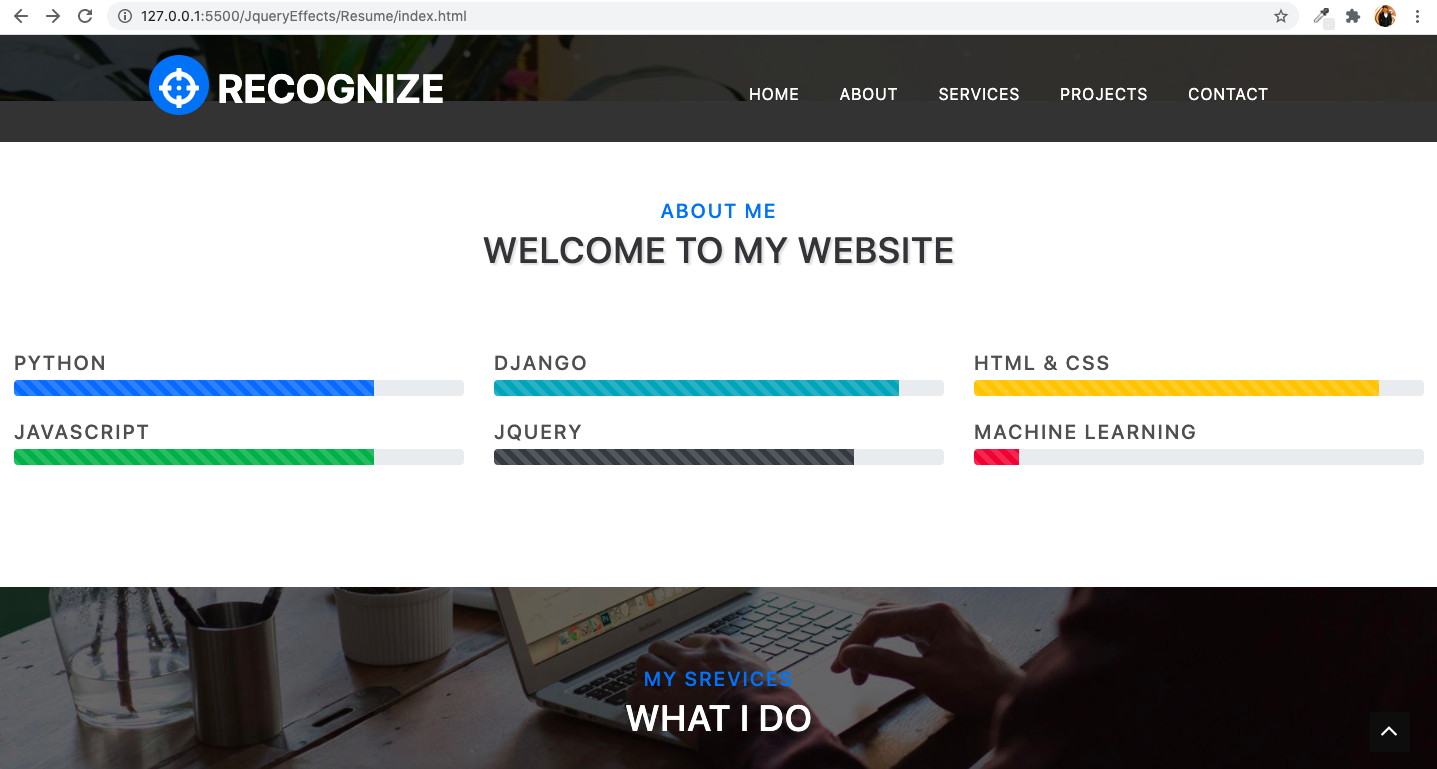 127.0.0.1:5500/JqueryEffects/Resume/index.html
RECOGNIZE
HOME ABOUT SERVICES PROJECTS CONTACT
ABOUT ME
WELCOME TO MY WEBSITE
PYTHON DJANGO HTML & CSS
JAVASCRIPT JQUERY MACHINE LEARNING
MY SREVICES
WHAT I DO